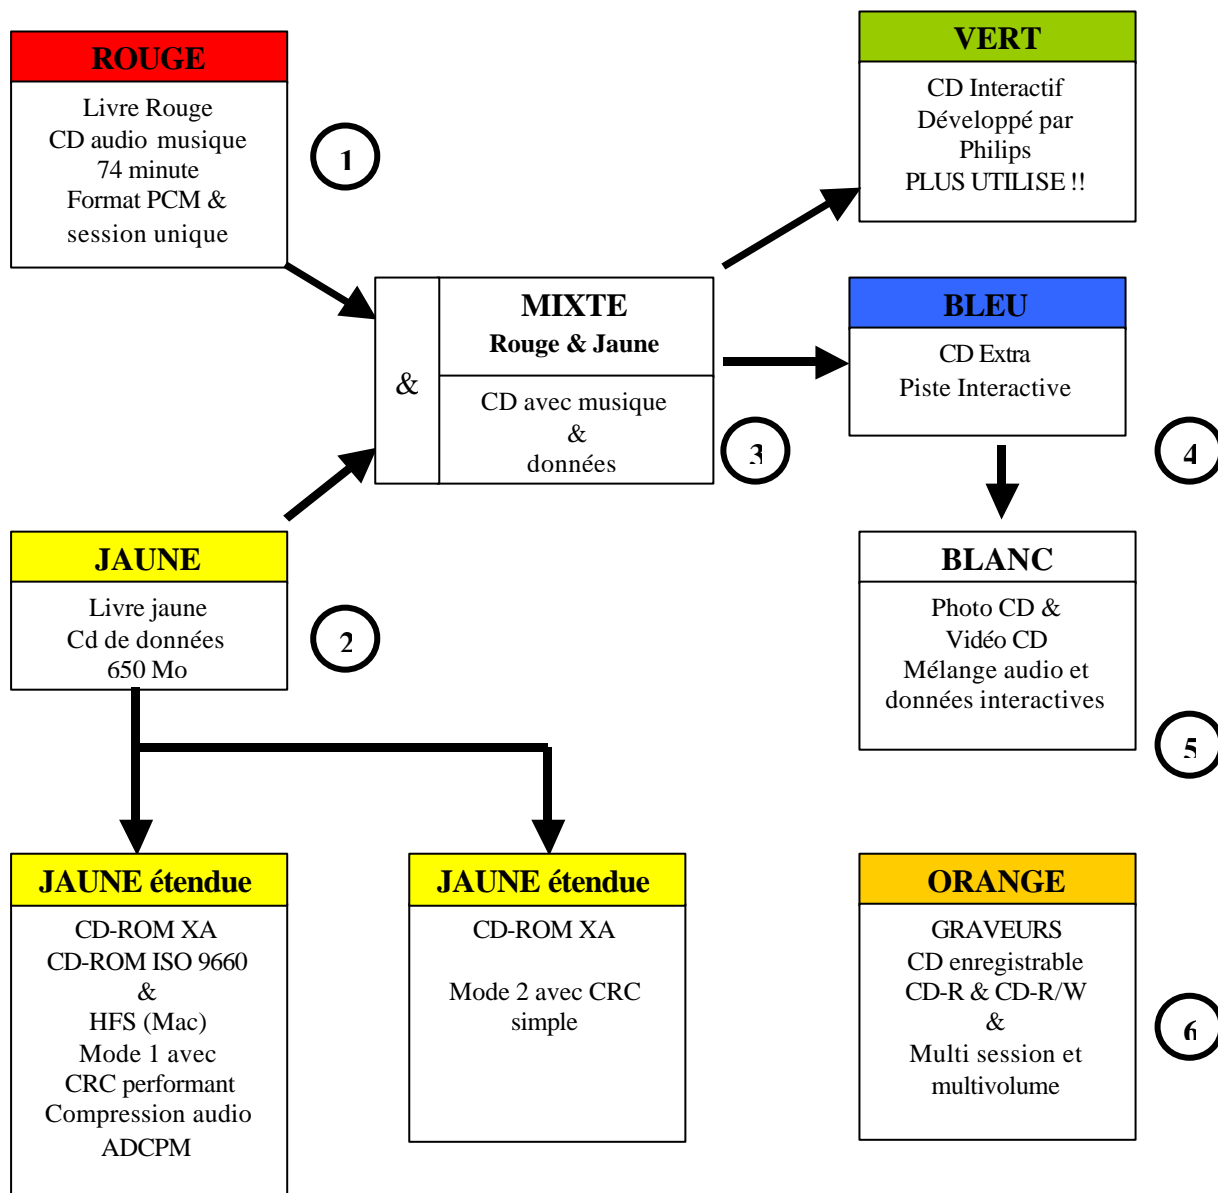 ROUGE
Livre Rouge
CD audio musique
74 minute
Format PCM &
session unique
1
VERT
CD Interactif
Développé par
Philips
PLUS UTILISE !!
&
MIXTE
Rouge & Jaune
CD avec musique
&
données
3
BLEU
CD Extra
Piste Interactive
4
JAUNE
Livre jaune
Cd de données
650 Mo
2
BLANC
Photo CD &
Vidéo CD
Mélange audio et
données interactives
5
JAUNE étendue
CD-ROM XA
CD-ROM ISO 9660
&
HFS (Mac)
Mode 1 avec
CRC performant
Compression audio
ADCPM
JAUNE étendue
CD-ROM XA
Mode 2 avec CRC
simple
ORANGE
GRAVEURS
CD enregistrable
CD-R & CD-R/W
&
Multi session et
multivolume
6